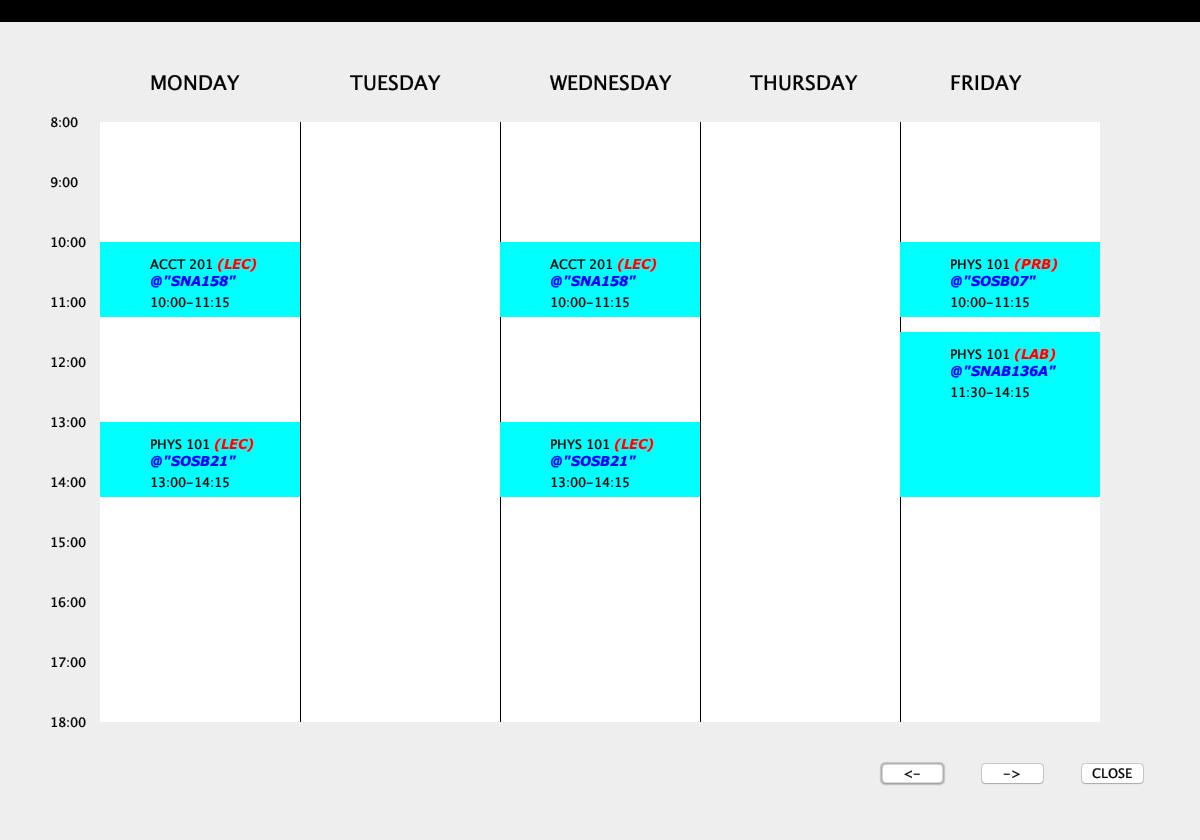 MONDAY TUESDAY WEDNESDAY THURSDAY FRIDAY
8:00
9:00
10:00
ACCT 201 (LEC) ACCT 201 (LEC) PHYS 101 (PRB)
@"SNA158" @"SNA158" @"SOSB07"
11:00 10:00-11:15 10:00-11:15 10:00-11:15
PHYS 101 (LAB)
12:00
@"SNAB136A"
11:30-14:15
13:00
PHYS 101 (LEC) PHYS 101 (LEC)
@"SOSB21" @"SOSB21"
14:00 13:00-14:15 13:00-14:15
15:00
16:00
17:00
18:00
<- -> CLOSE